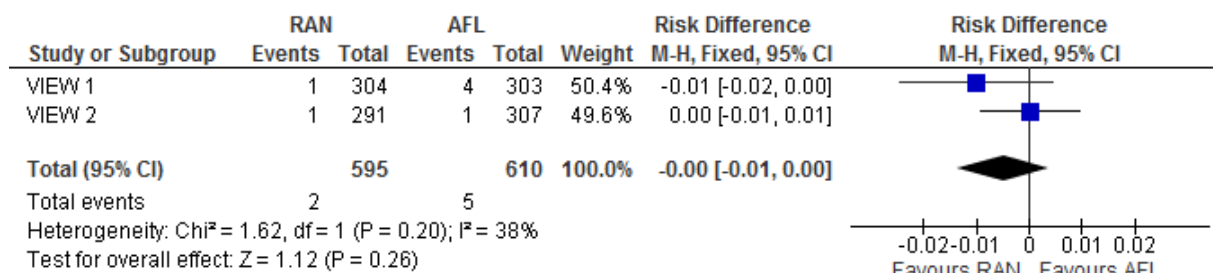 RAN AFL Risk Difference Risk Difference
Study or Subgroup Events Total Events Total Weight M-H, Fixed, 95% CI M-H, Fixed, 95% CI
VIEW 1 1 304 4 303 50.4% -0.01 [-0.02, 0.00]
VIEW 2 1 291 1 307 49.6% 0.00 [-0.01, 0.01]
Total (95% CI) 595 610 100.0% -0.00 [-0.01, 0.00]
Total events 2 5
Heterogeneity: Chi² = 1.62, df = 1 (P = 0.20); I² = 38%
Test for overall effect: Z = 1.12 (P = 0.26)
-0.02 -0.01 0 0.01 0.02
Favours RAN Favours AFL